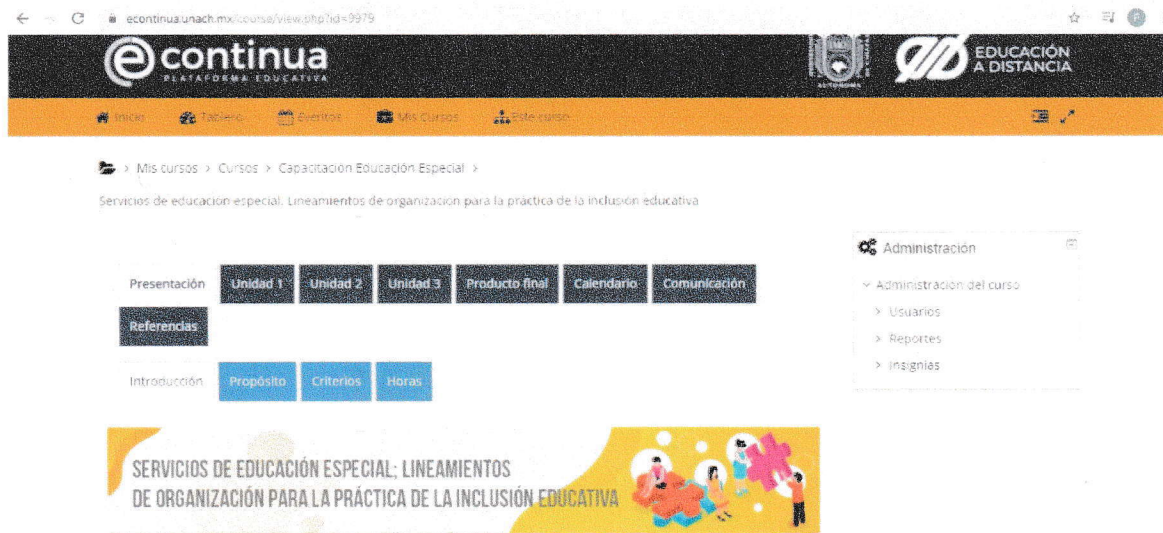 econtinua.unach.mx/course/view.php?id=9979
P
e continua
PLATAFORMA EDUCATIVA
AUTÓNOMA
EDUCACIÓN
A DISTANCIA
Inicio Tablero Eventos Mis Cursos Este curso
> Mis cursos > Cursos > Capacitación Educación Especial >
Servicios de educación especial. Lineamientos de organización para la práctica de la inclusión educativa
Administración
Administración del curso
> Usuarios
> Reportes
> Insignias
Presentación Unidad 1 Unidad 2 Unidad 3 Producto final Calendario Comunicación
Referencias
Introducción Propósito Criterios Horas
SERVICIOS DE EDUCACIÓN ESPECIAL; LINEAMIENTOS
DE ORGANIZACIÓN PARA LA PRÁCTICA DE LA INCLUSIÓN EDUCATIVA